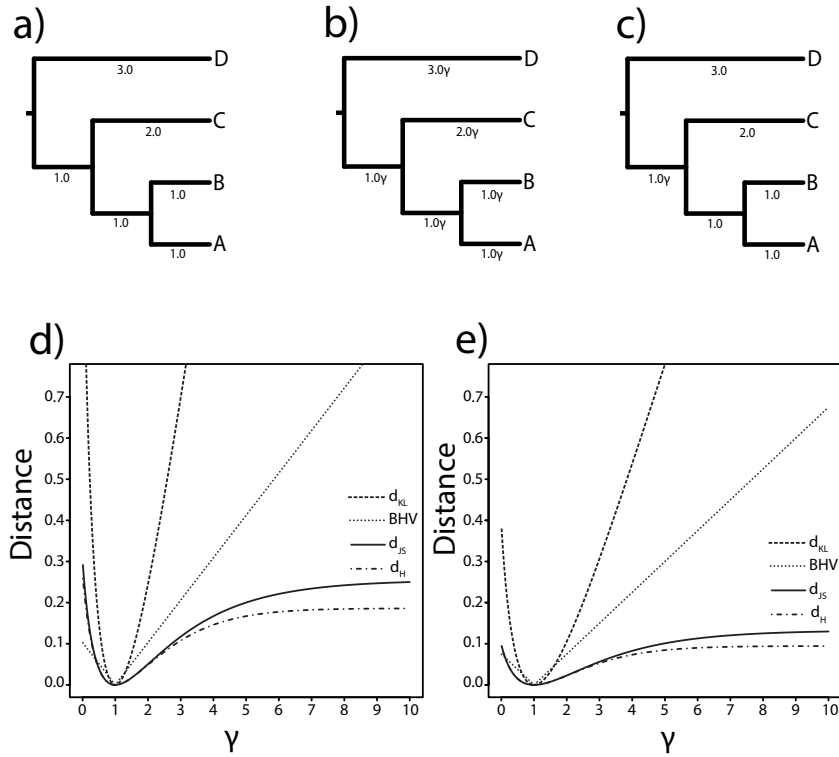 a)
D
3.0
C
2.0
1.0
B
1.0
1.0
A
1.0
b)
D
3.0γ
C
2.0γ
1.0γ
B
1.0γ
1.0γ
A
1.0γ
c)
D
3.0
C
2.0
1.0γ
B
1.0
1.0
A
1.0
d)
Distance
0.7
0.6
0.5
0.4
0.3
0.2
0.1
0.0
d_KL
BHV
d_JS
d_H
0 1 2 3 4 5 6 7 8 9 10
γ
e)
Distance
0.7
0.6
0.5
0.4
0.3
0.2
0.1
0.0
d_KL
BHV
d_JS
d_H
0 1 2 3 4 5 6 7 8 9 10
γ